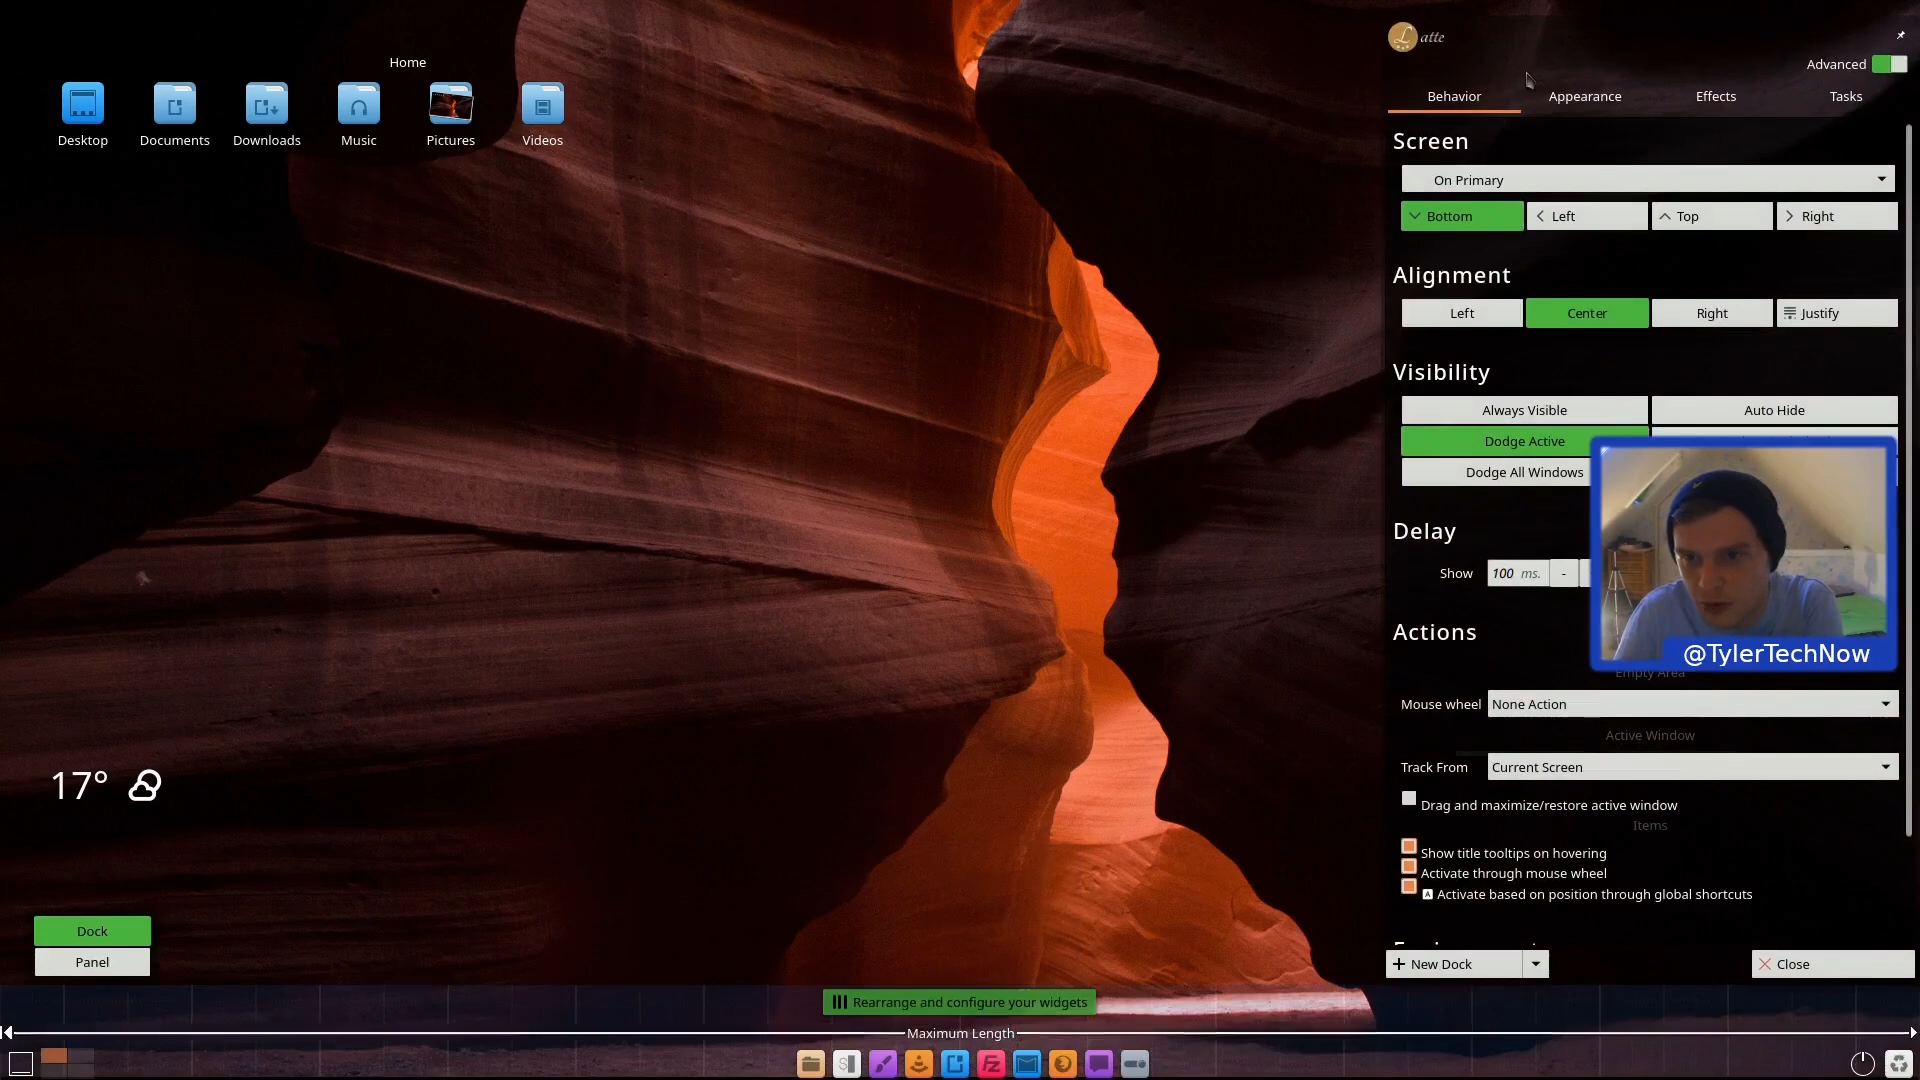 Home
Desktop
Documents
Downloads
Music
Pictures
Videos
Latte
Advanced
Behavior
Appearance
Effects
Tasks
Screen
On Primary
Bottom
Left
Top
Right
Alignment
Left
Center
Right
Justify
Visibility
Always Visible
Auto Hide
Dodge Active
Dodge All Windows
Delay
Show
100 ms.
-
@TylerTechNow
Actions
Empty Area
Mouse wheel
None Action
Active Window
Track From
Current Screen
Drag and maximize/restore active window
Items
Show title tooltips on hovering
Activate through mouse wheel
A Activate based on position through global shortcuts
17°
Dock
Panel
New Dock
Close
Rearrange and configure your widgets
Maximum Length
S
Fz